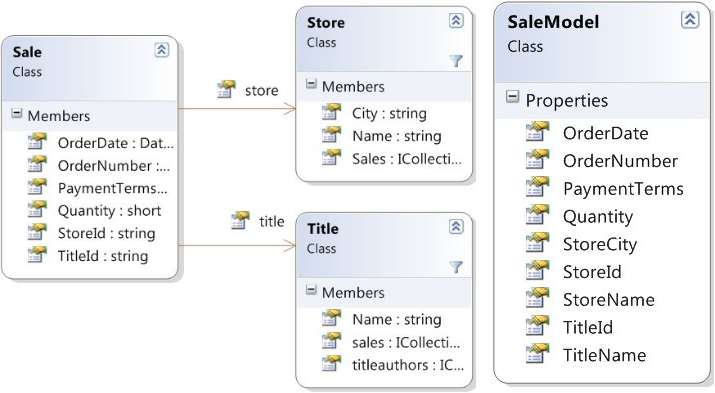 Sale
Class
Members
OrderDate : Dat...
OrderNumber :...
PaymentTerms...
Quantity : short
StoreId : string
TitleId : string
store
title
Store
Class
Members
City : string
Name : string
Sales : ICollecti...
Title
Class
Members
Name : string
sales : ICollecti...
titleauthors : IC...
SaleModel
Class
Properties
OrderDate
OrderNumber
PaymentTerms
Quantity
StoreCity
StoreId
StoreName
TitleId
TitleName